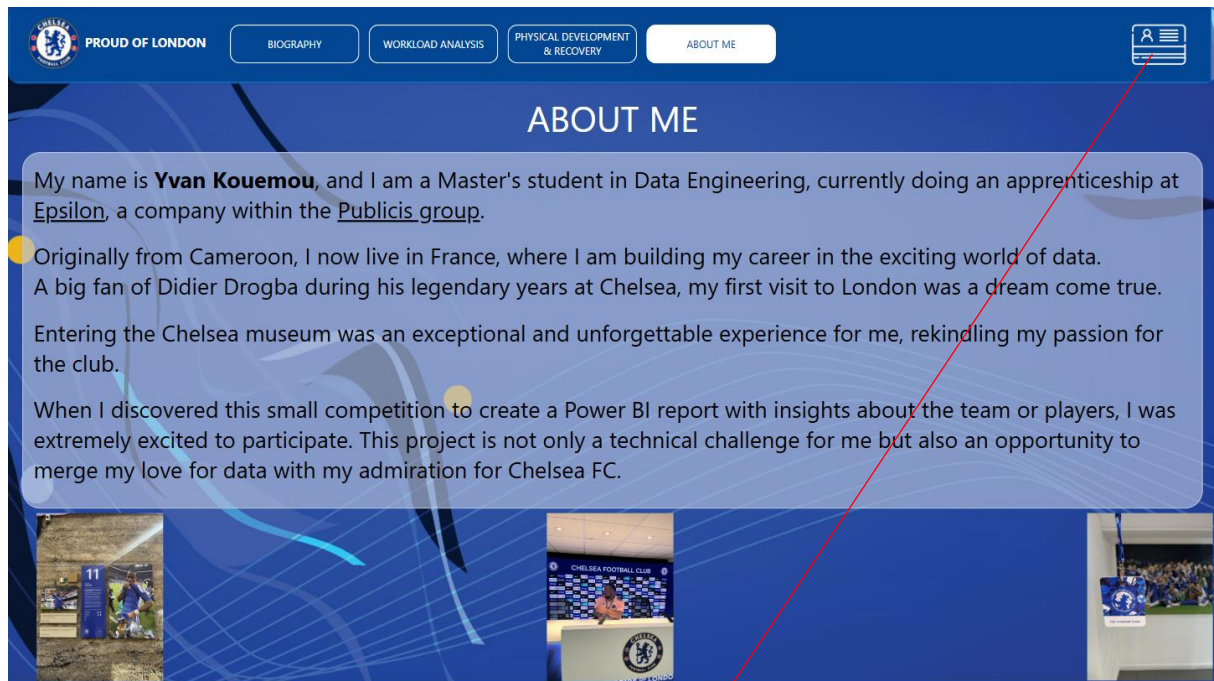 CHELSEA
FOOTBALL CLUB
PROUD OF LONDON
BIOGRAPHY
WORKLOAD ANALYSIS
PHYSICAL DEVELOPMENT
& RECOVERY
ABOUT ME
ABOUT ME
My name is Yvan Kouemou, and I am a Master's student in Data Engineering, currently doing an apprenticeship at
Epsilon, a company within the Publicis group.
Originally from Cameroon, I now live in France, where I am building my career in the exciting world of data.
A big fan of Didier Drogba during his legendary years at Chelsea, my first visit to London was a dream come true.
Entering the Chelsea museum was an exceptional and unforgettable experience for me, rekindling my passion for
the club.
When I discovered this small competition to create a Power BI report with insights about the team or players, I was
extremely excited to participate. This project is not only a technical challenge for me but also an opportunity to
merge my love for data with my admiration for Chelsea FC.
11
CHELSEA FOOTBALL CLUB
CHELSEA